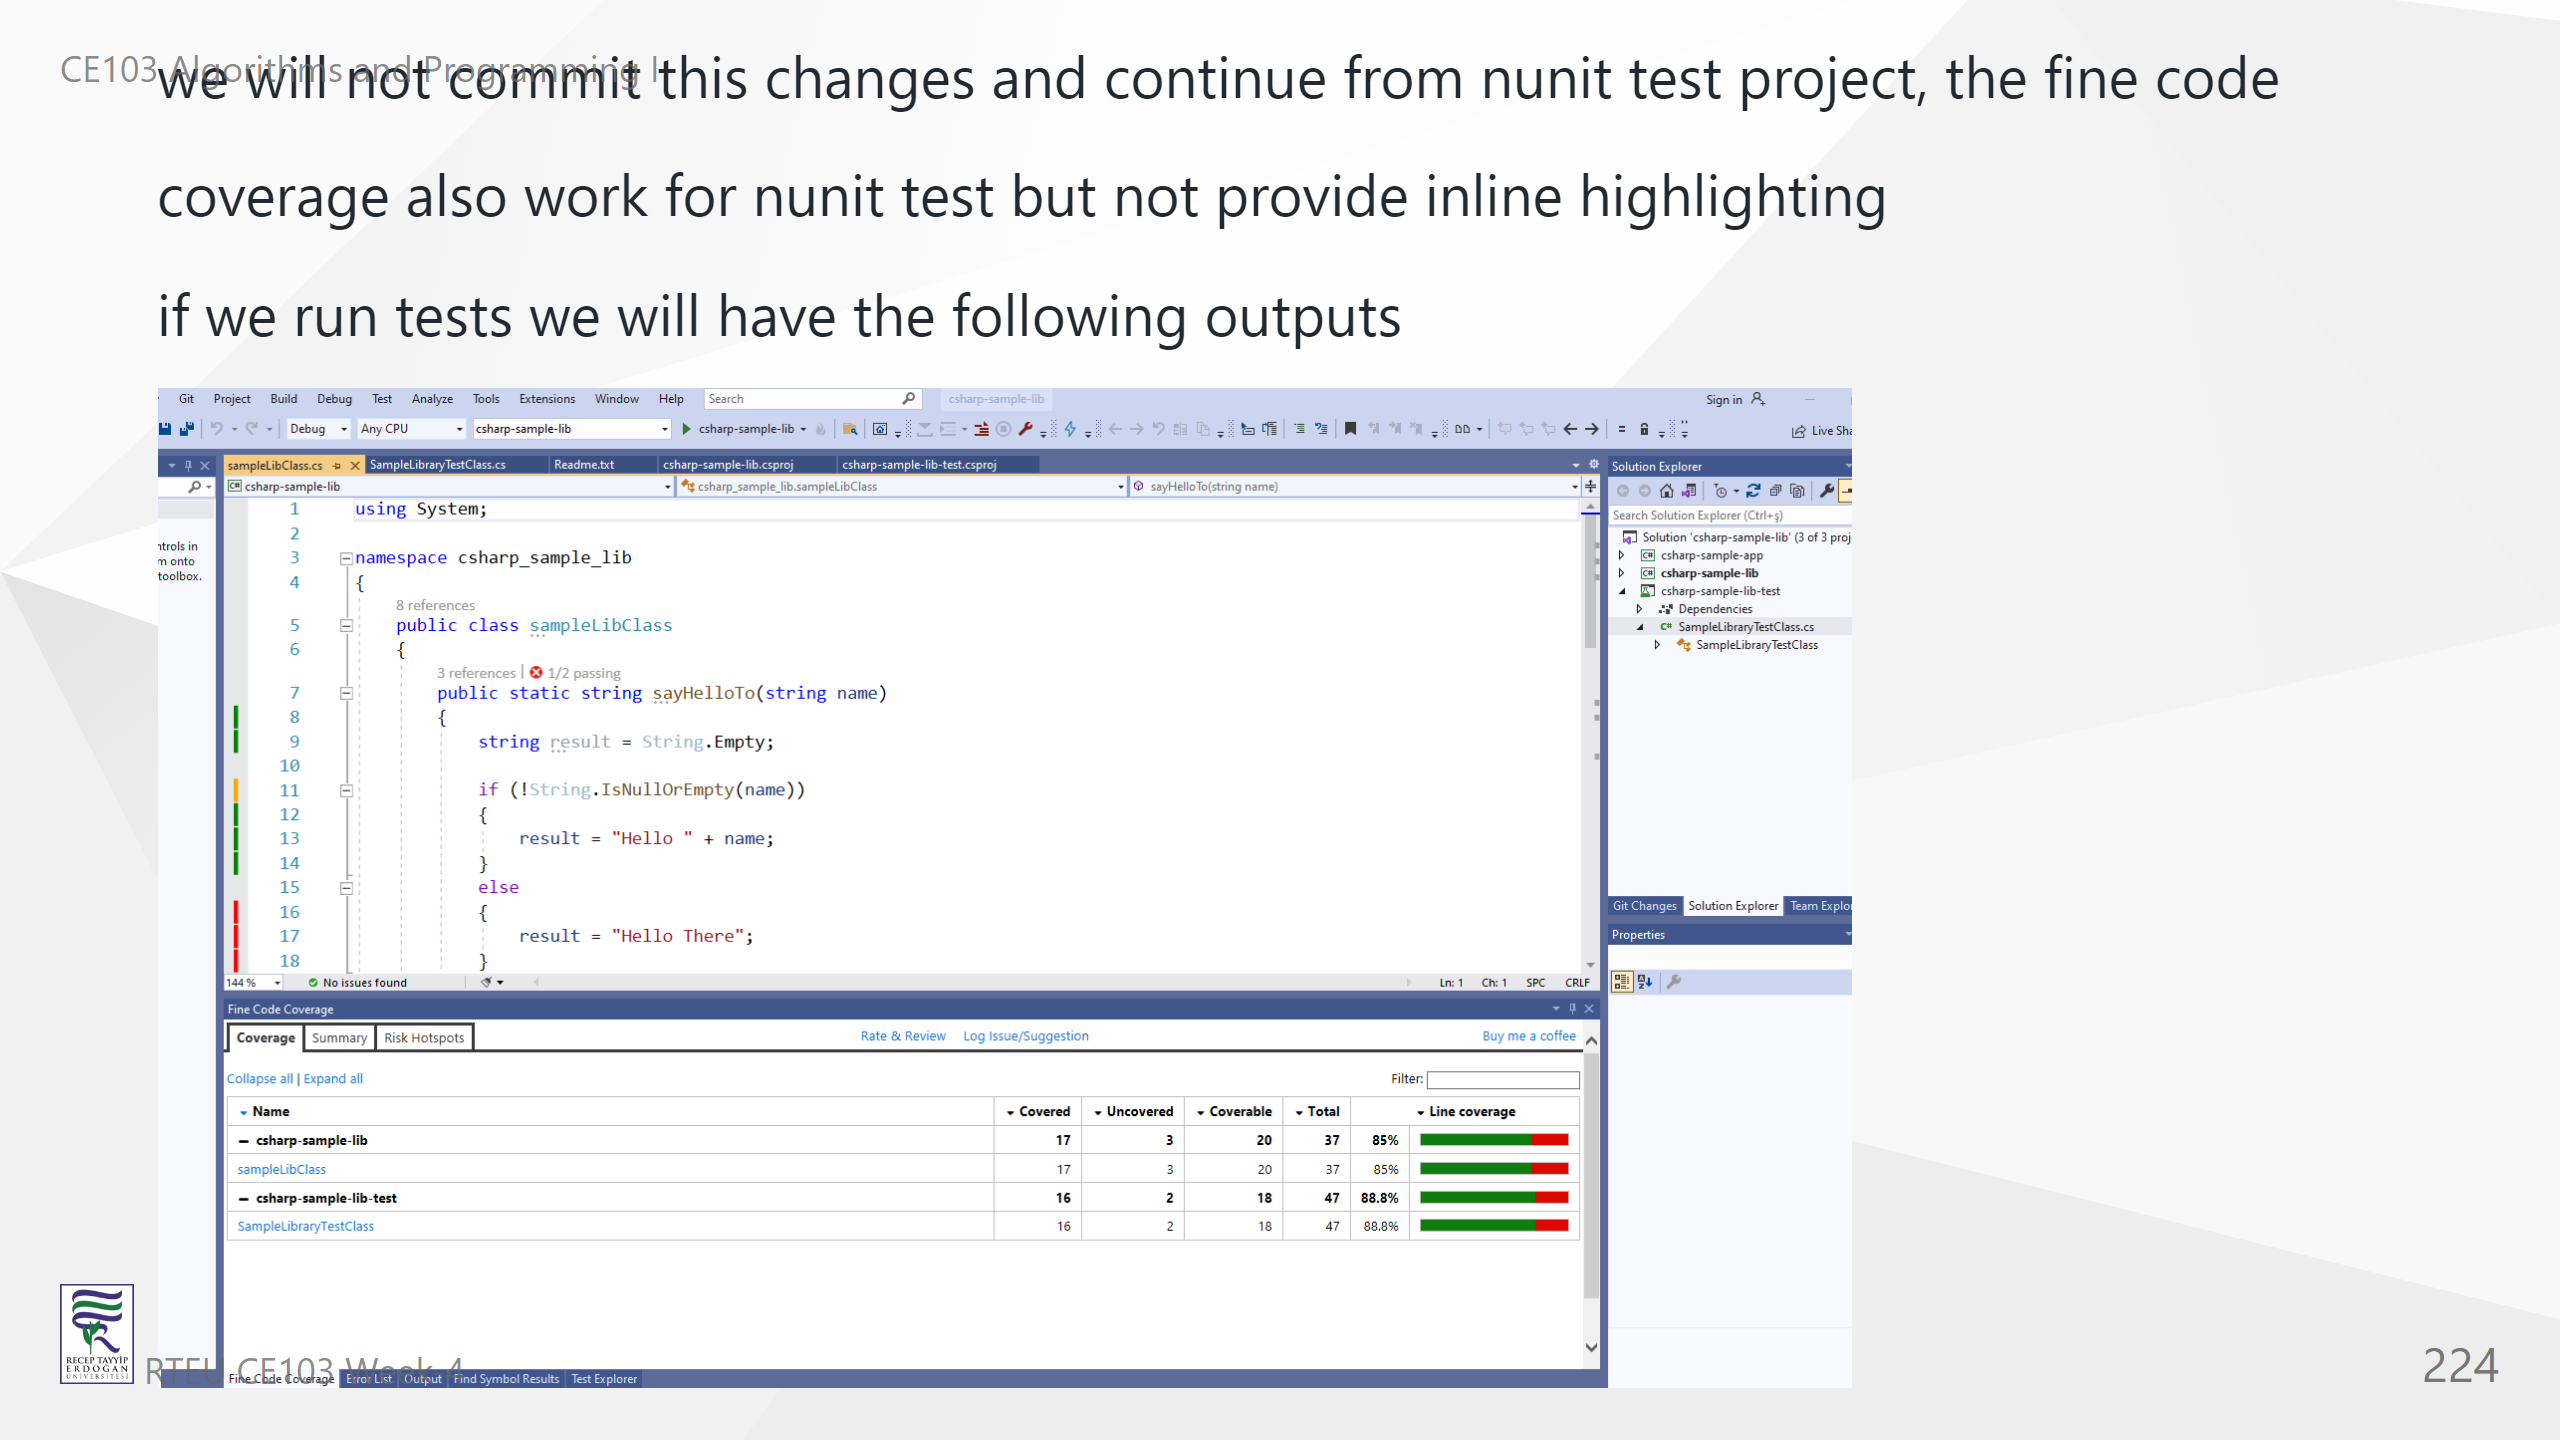 CE103 Algorithms and Programming I
we will not commit this changes and continue from nunit test project, the fine code
coverage also work for nunit test but not provide inline highlighting
if we run tests we will have the following outputs
Git Project Build Debug Test Analyze Tools Extensions Window Help Search csharp-sample-lib Sign in
Debug Any CPU csharp-sample-lib csharp-sample-lib Live Sha
sampleLibClass.cs SampleLibraryTestClass.cs Readme.txt csharp-sample-lib.csproj csharp-sample-lib-test.csproj
csharp-sample-lib csharp_sample_lib.sampleLibClass sayHelloTo(string name)
ntrols in
m onto
toolbox.
1 using System;
2
3 namespace csharp_sample_lib
4 {
8 references
5 public class sampleLibClass
6 {
3 references | 1/2 passing
7 public static string sayHelloTo(string name)
8 {
9 string result = String.Empty;
10
11 if (!String.IsNullOrEmpty(name))
12 {
13 result = "Hello " + name;
14 }
15 else
16 {
17 result = "Hello There";
18 }
144 % No issues found Ln: 1 Ch: 1 SPC CRLF
Solution Explorer
Search Solution Explorer (Ctrl+ş)
Solution 'csharp-sample-lib' (3 of 3 proj
csharp-sample-app
csharp-sample-lib
csharp-sample-lib-test
Dependencies
SampleLibraryTestClass.cs
SampleLibraryTestClass
Git Changes Solution Explorer Team Explo
Properties
Fine Code Coverage
Coverage Summary Risk Hotspots Rate & Review Log Issue/Suggestion Buy me a coffee
Collapse all | Expand all Filter:
Name Covered Uncovered Coverable Total Line coverage
csharp-sample-lib 17 3 20 37 85%
sampleLibClass 17 3 20 37 85%
csharp-sample-lib-test 16 2 18 47 88.8%
SampleLibraryTestClass 16 2 18 47 88.8%
Fine Code Coverage Error List Output Find Symbol Results Test Explorer
RECEP TAYYİP
ERDOĞAN
ÜNİVERSİTESİ
RTEU CE103 Week-4
224